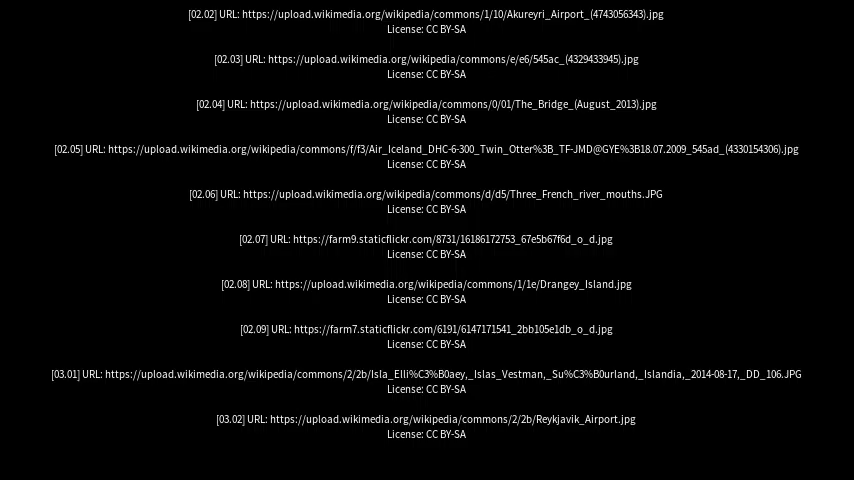 [02.02] URL: https://upload.wikimedia.org/wikipedia/commons/1/10/Akureyri_Airport_(4743056343).jpg
License: CC BY-SA
[02.03] URL: https://upload.wikimedia.org/wikipedia/commons/e/e6/545ac_(4329433945).jpg
License: CC BY-SA
[02.04] URL: https://upload.wikimedia.org/wikipedia/commons/0/01/The_Bridge_(August_2013).jpg
License: CC BY-SA
[02.05] URL: https://upload.wikimedia.org/wikipedia/commons/f/f3/Air_Iceland_DHC-6-300_Twin_Otter%3B_TF-JMD@GYE%3B18.07.2009_545ad_(4330154306).jpg
License: CC BY-SA
[02.06] URL: https://upload.wikimedia.org/wikipedia/commons/d/d5/Three_French_river_mouths.JPG
License: CC BY-SA
[02.07] URL: https://farm9.staticflickr.com/8731/16186172753_67e5b67f6d_o_d.jpg
License: CC BY-SA
[02.08] URL: https://upload.wikimedia.org/wikipedia/commons/1/1e/Drangey_Island.jpg
License: CC BY-SA
[02.09] URL: https://farm7.staticflickr.com/6191/6147171541_2bb105e1db_o_d.jpg
License: CC BY-SA
[03.01] URL: https://upload.wikimedia.org/wikipedia/commons/2/2b/Isla_Elli%C3%B0aey,_Islas_Vestman,_Su%C3%B0urland,_Islandia,_2014-08-17,_DD_106.JPG
License: CC BY-SA
[03.02] URL: https://upload.wikimedia.org/wikipedia/commons/2/2b/Reykjavik_Airport.jpg
License: CC BY-SA